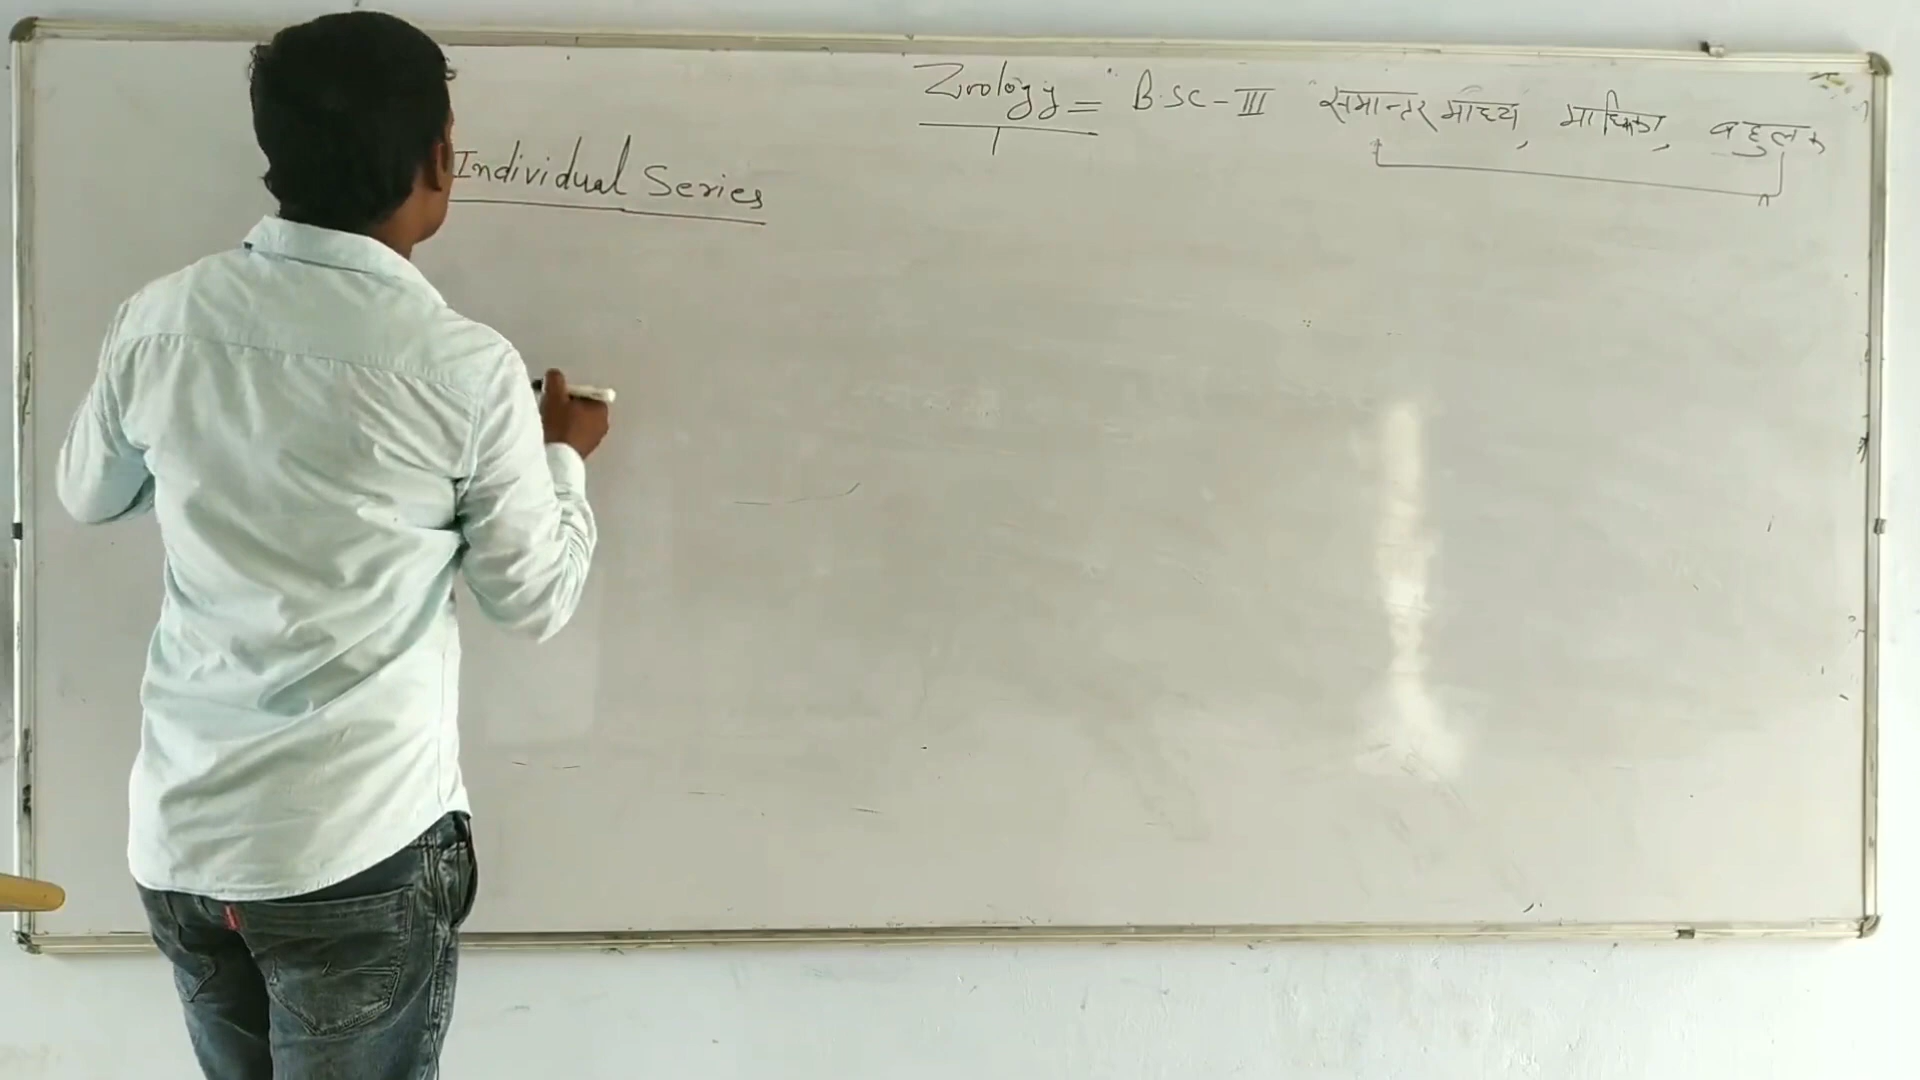 Zoology = B.SC-III समान्तर माध्य, माध्यिका, बहुलक
Individual Series